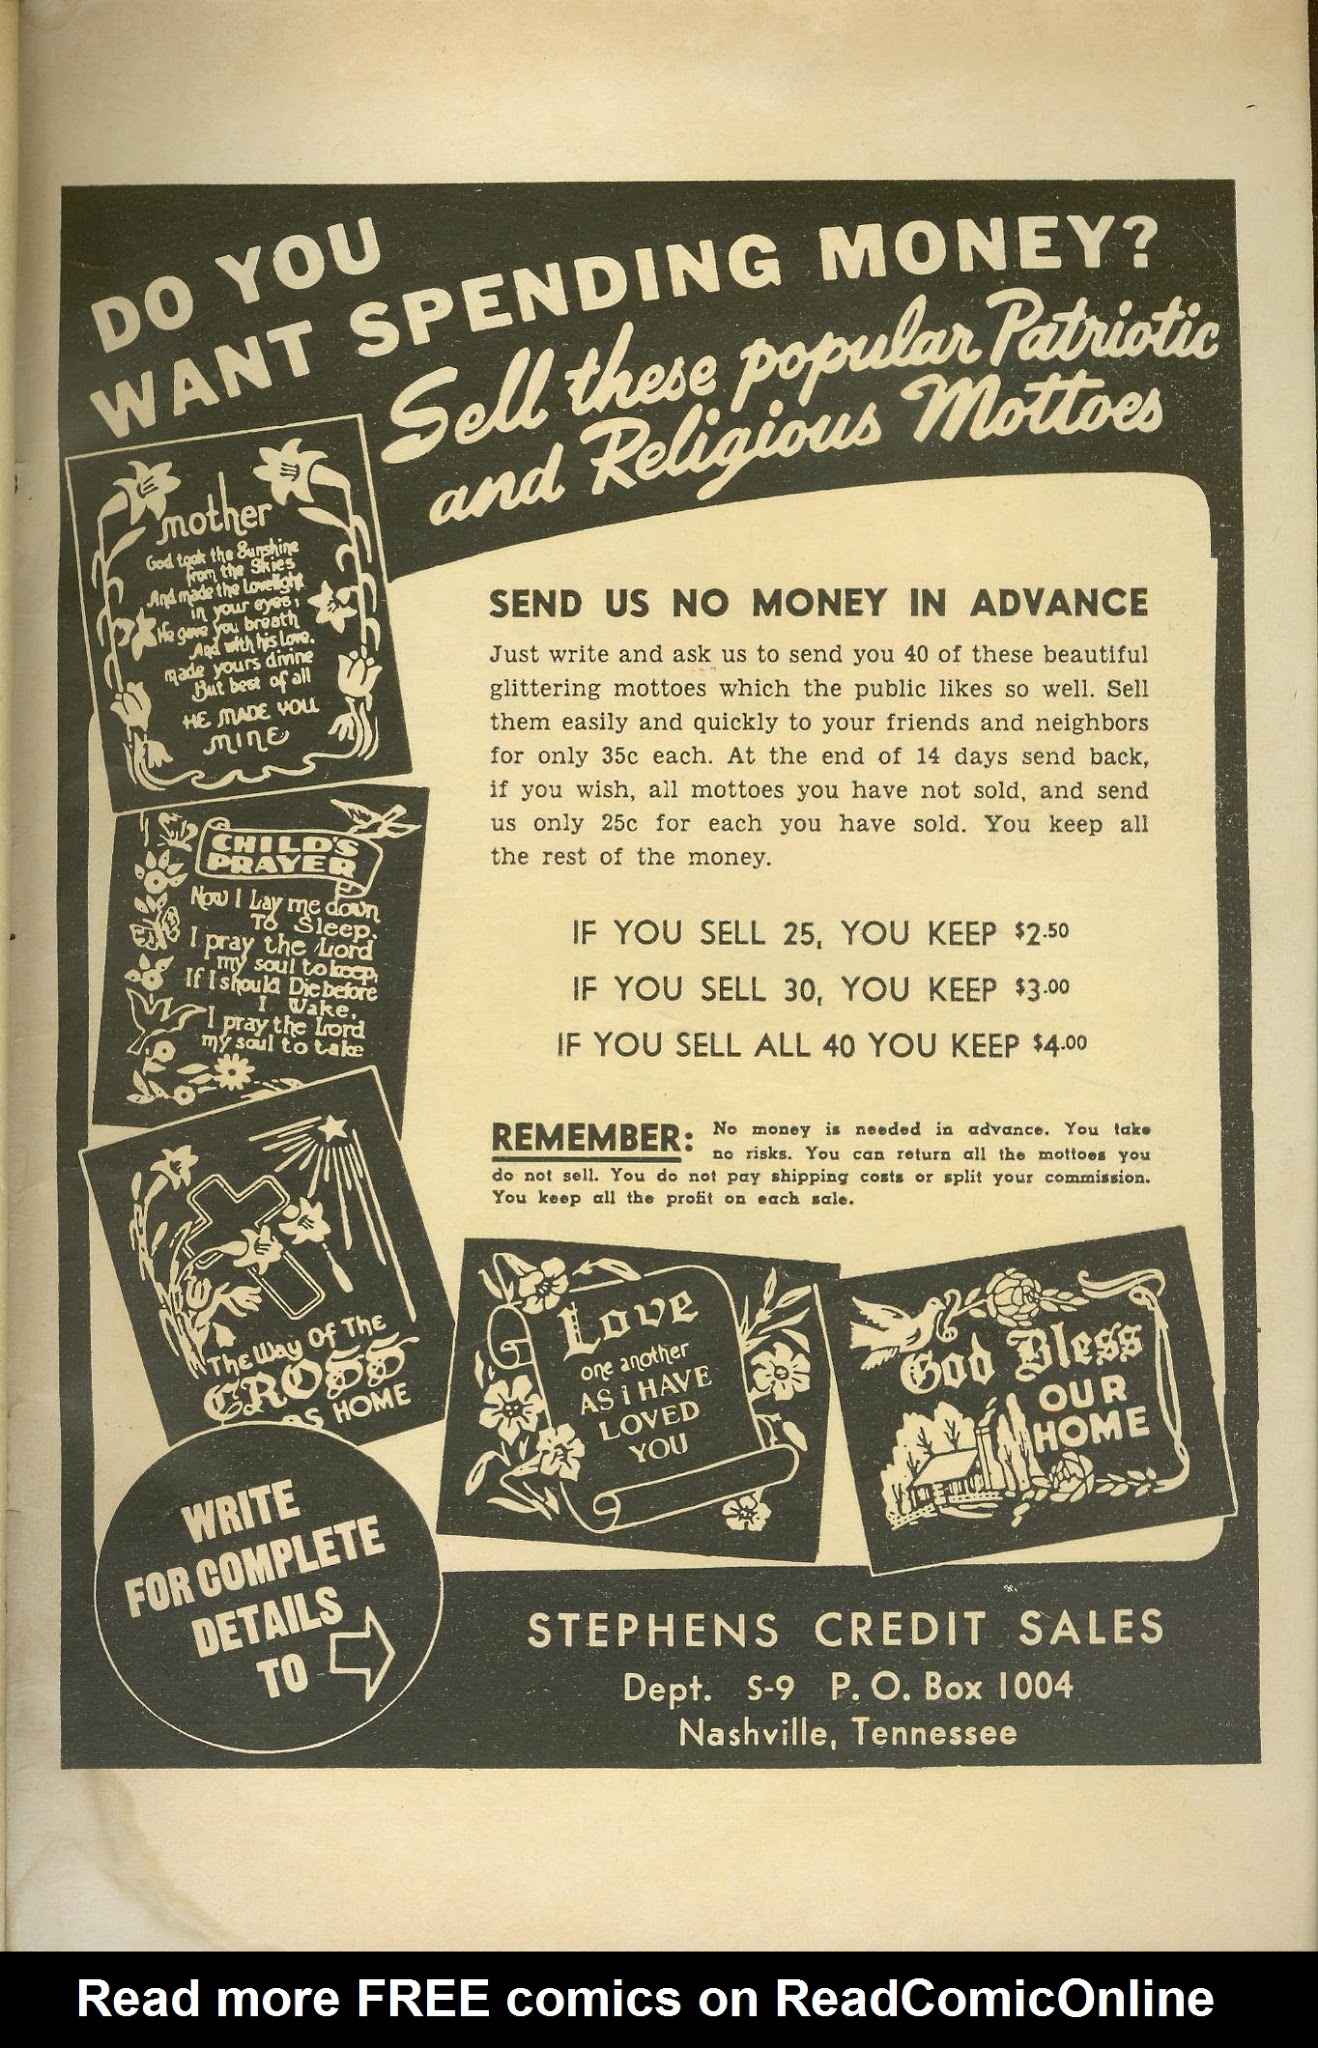 DO YOU
WANT SPENDING MONEY?
Sell these popular Patriotic
and Religious Mottoes
mother
God took the Sunshine
from the Skies
And made the Lovelight
in your eyes,
He gave you breath
And with his Love,
made yours divine
But best of all
HE MADE YOU
MINE
SEND US NO MONEY IN ADVANCE
Just write and ask us to send you 40 of these beautiful
glittering mottoes which the public likes so well. Sell
them easily and quickly to your friends and neighbors
for only 35c each. At the end of 14 days send back,
if you wish, all mottoes you have not sold, and send
us only 25c for each you have sold. You keep all
the rest of the money.
CHILD'S
PRAYER
Now I Lay me down
To Sleep.
I pray the Lord
my soul to keep,
If I should Die before
I Wake,
I pray the Lord
my soul to take
IF YOU SELL 25, YOU KEEP $2.50
IF YOU SELL 30, YOU KEEP $3.00
IF YOU SELL ALL 40 YOU KEEP $4.00
REMEMBER: No money is needed in advance. You take
no risks. You can return all the mottoes you
do not sell. You do not pay shipping costs or split your commission.
You keep all the profit on each sale.
The Way Of The
CROSS
HOME
Love
one another
AS I HAVE
LOVED
YOU
God Bless
OUR
HOME
WRITE
FOR COMPLETE
DETAILS
TO
STEPHENS CREDIT SALES
Dept. S-9 P. O. Box 1004
Nashville, Tennessee
Read more FREE comics on ReadComicOnline